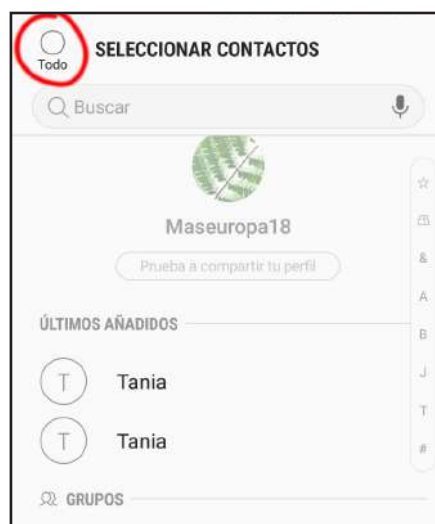 Todo
SELECCIONAR CONTACTOS
Buscar
Maseuropa18
Prueba a compartir tu perfil
ÚLTIMOS AÑADIDOS
T Tania
T Tania
GRUPOS
&
A
B
J
T
#